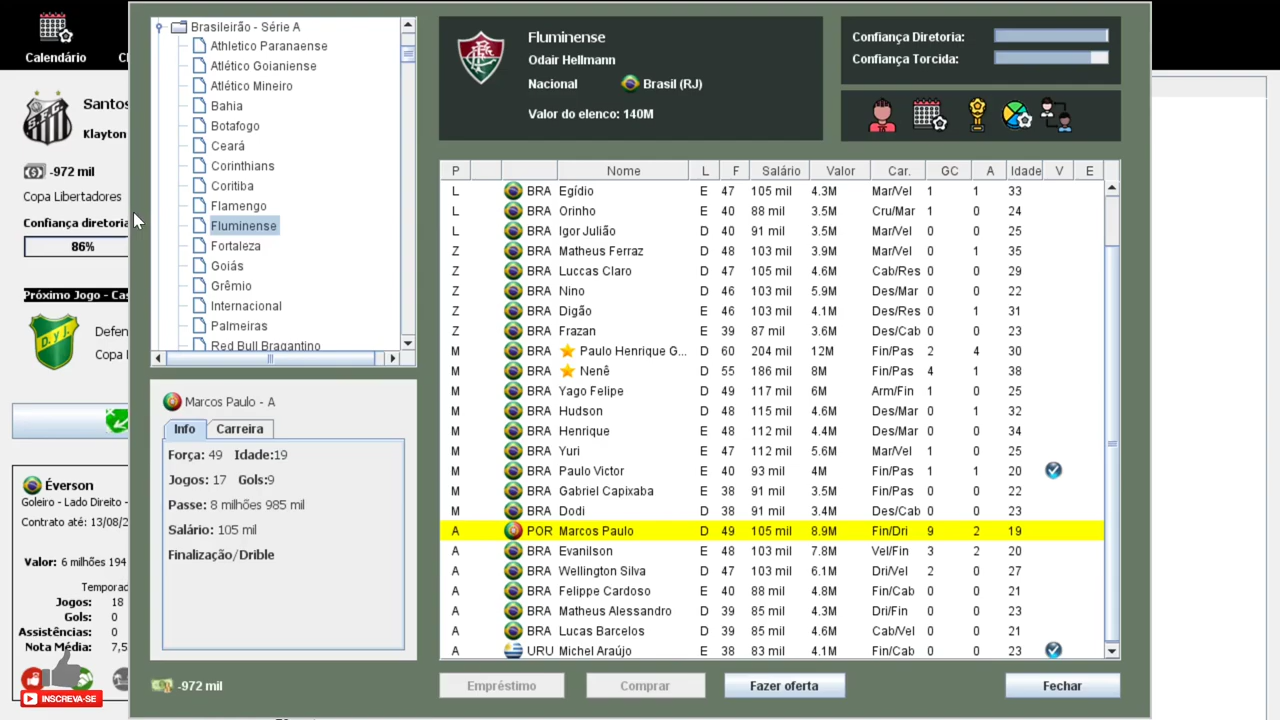 Calendário
Santos
Klayton
-972 mil
Copa Libertadores
Confiança diretoria
86%
Próximo Jogo - Cas
Defen
Copa
Éverson
Goleiro - Lado Direito -
Contrato até: 13/08/2
Valor: 6 milhões 194
Temporad
Jogos: 18
Gols: 0
Assistências: 0
Nota Média: 7,5
INSCREVA-SE
Brasileirão - Série A
Athletico Paranaense
Atlético Goianiense
Atlético Mineiro
Bahia
Botafogo
Ceará
Corinthians
Coritiba
Flamengo
Fluminense
Fortaleza
Goiás
Grêmio
Internacional
Palmeiras
Red Bull Bragantino
Marcos Paulo - A
Info Carreira
Força: 49 Idade:19
Jogos: 17 Gols:9
Passe: 8 milhões 985 mil
Salário: 105 mil
Finalização/Drible
-972 mil
Fluminense
Odair Hellmann
Nacional Brasil (RJ)
Valor do elenco: 140M
Confiança Diretoria:
Confiança Torcida:
P Nome L F Salário Valor Car. GC A Idade V E
L BRA Egídio E 47 105 mil 4.3M Mar/Vel 1 1 33
L BRA Orinho E 40 88 mil 3.5M Cru/Mar 1 0 24
L BRA Igor Julião D 40 91 mil 3.5M Mar/Vel 0 0 25
Z BRA Matheus Ferraz D 48 103 mil 3.9M Mar/Vel 0 1 35
Z BRA Luccas Claro D 47 105 mil 4.6M Cab/Res 0 0 29
Z BRA Nino D 46 103 mil 5.9M Des/Mar 0 0 22
Z BRA Digão D 46 103 mil 4.1M Des/Res 0 1 31
Z BRA Frazan E 39 87 mil 3.6M Des/Cab 0 0 23
M BRA Paulo Henrique G... D 60 204 mil 12M Fin/Pas 2 4 30
M BRA Nenê D 55 186 mil 8M Fin/Pas 4 1 38
M BRA Yago Felipe D 49 117 mil 6M Arm/Fin 1 0 25
M BRA Hudson D 48 115 mil 4.6M Des/Mar 1 0 32
M BRA Henrique E 48 112 mil 4.4M Des/Cab 0 0 34
M BRA Yuri E 48 112 mil 5.6M Mar/Vel 1 0 25
M BRA Paulo Victor E 40 93 mil 4M Fin/Pas 1 1 20
M BRA Gabriel Capixaba E 38 91 mil 3.5M Fin/Pas 0 0 22
M BRA Dodi D 38 91 mil 3.4M Des/Cab 0 0 23
A POR Marcos Paulo D 49 105 mil 8.9M Fin/Dri 9 2 19
A BRA Evanilson E 48 103 mil 7.8M Vel/Fin 3 2 20
A BRA Wellington Silva D 47 103 mil 6.1M Dri/Vel 2 0 27
A BRA Felippe Cardoso E 40 88 mil 4.8M Fin/Cab 0 0 21
A BRA Matheus Alessandro D 39 85 mil 4.3M Dri/Fin 0 0 23
A BRA Lucas Barcelos D 39 85 mil 4.6M Cab/Vel 0 0 21
A URU Michel Araújo E 38 83 mil 4.1M Fin/Cab 0 0 23
Empréstimo Comprar Fazer oferta Fechar